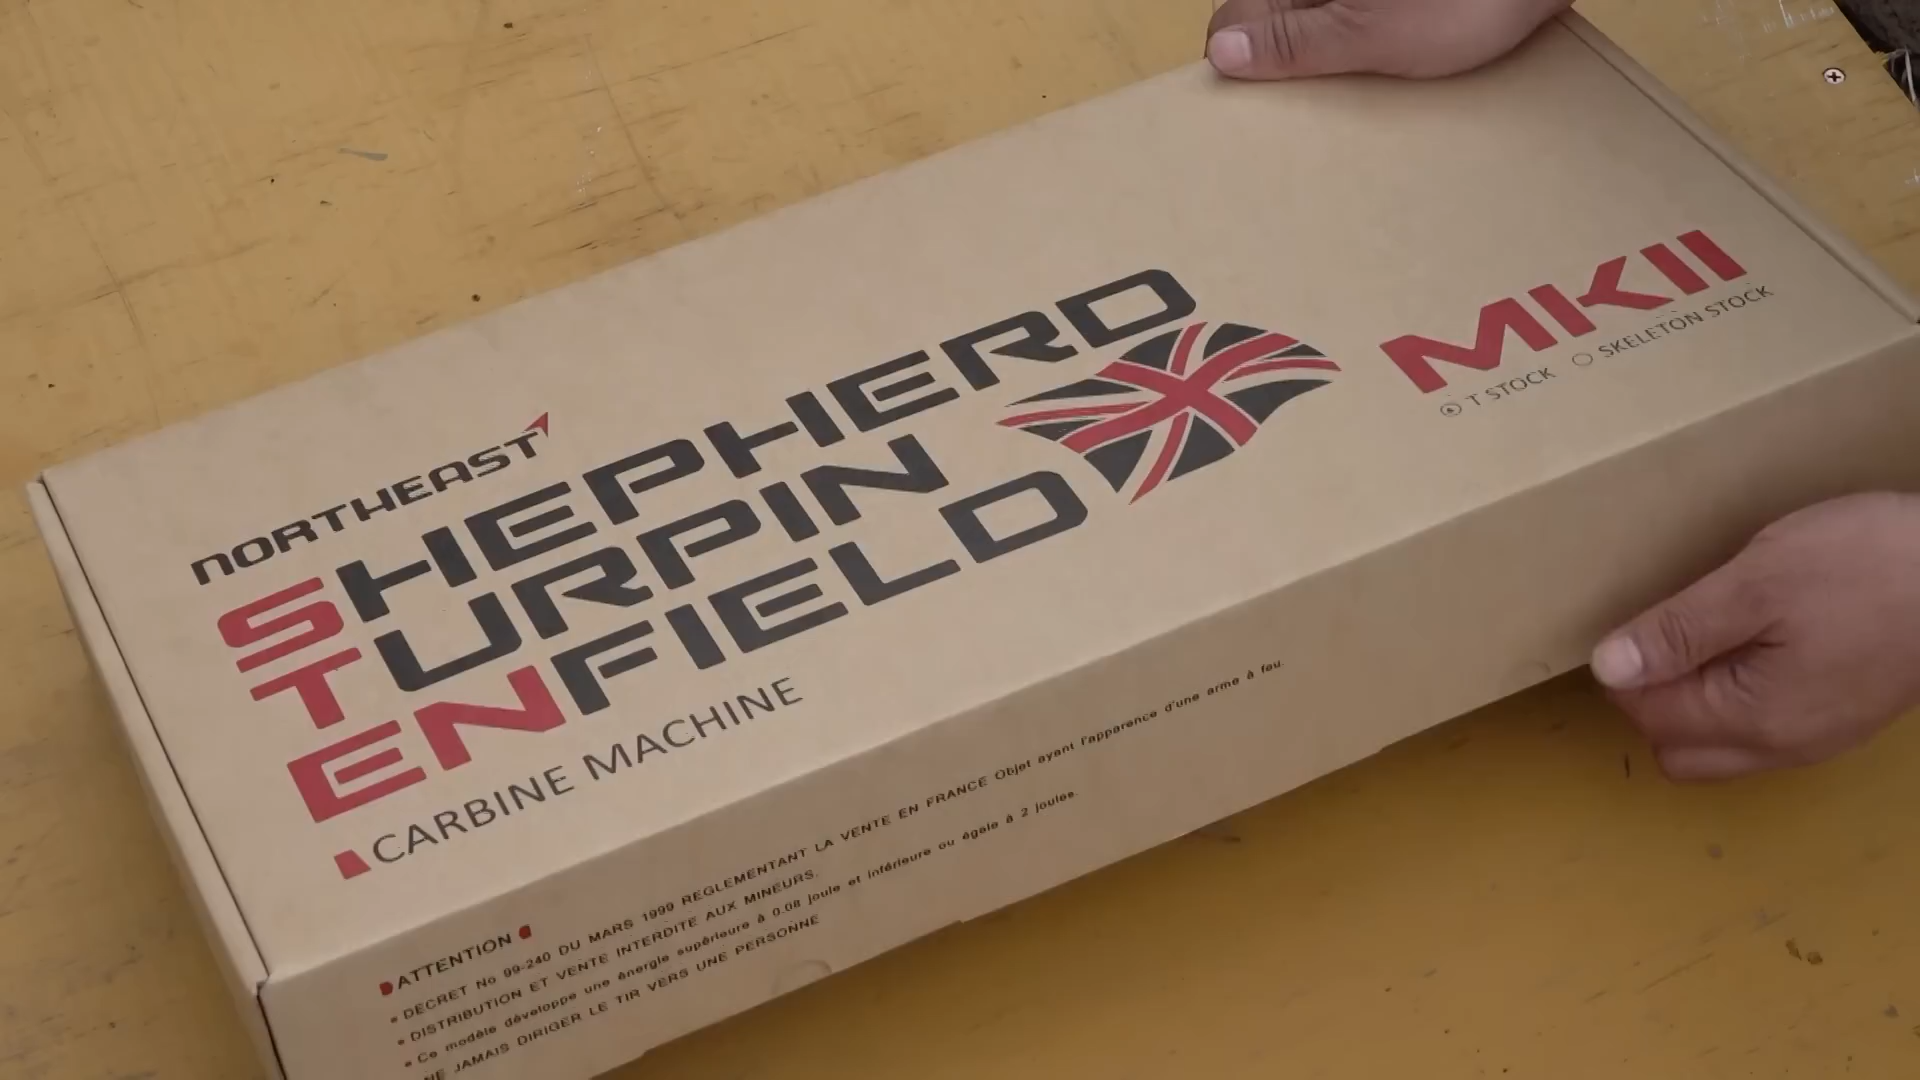 NORTHEAST
SHEPHERD
TURPIN
ENFIELD
CARBINE MACHINE
MKII
T STOCK SKELETON STOCK
ATTENTION
DECRET No 99-240 DU MARS 1999 REGLEMENTANT LA VENTE EN FRANCE Objet ayant l'apparence d'une arme à feu.
DISTRIBUTION ET VENTE INTERDITE AUX MINEURS.
Ce modèle développe une énergie supérieure à 0.08 joule et inférieure ou égale à 2 joules.
NE JAMAIS DIRIGER LE TIR VERS UNE PERSONNE